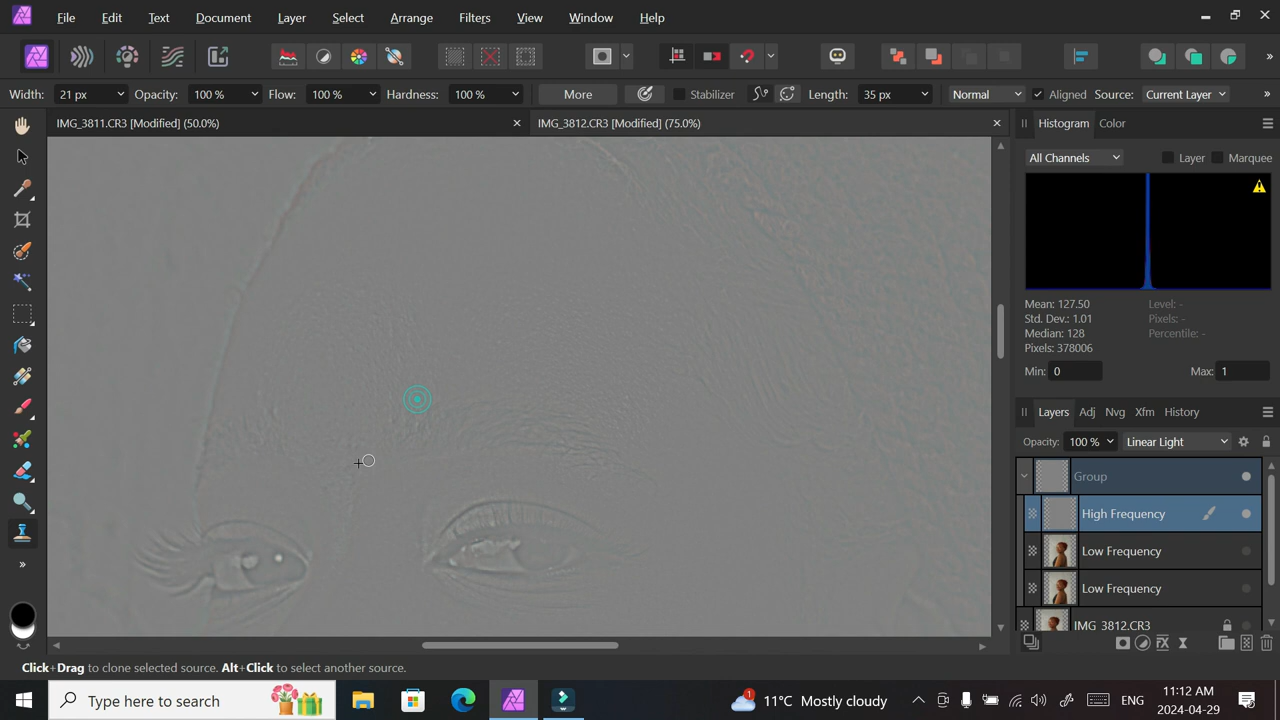 File Edit Text Document Layer Select Arrange Filters View Window Help
Width: 21 px Opacity: 100 % Flow: 100 % Hardness: 100 % More Stabilizer Length: 35 px Normal Aligned Source: Current Layer
IMG_3811.CR3 [Modified] (50.0%) IMG_3812.CR3 [Modified] (75.0%)
Histogram Color
All Channels Layer Marquee
Mean: 127.50 Level: -
Std. Dev.: 1.01 Pixels: -
Median: 128 Percentile: -
Pixels: 378006
Min: 0 Max: 1
Layers Adj Nvg Xfm History
Opacity: 100 % Linear Light
Group
High Frequency
Low Frequency
Low Frequency
IMG_3812.CR3
Click+Drag to clone selected source. Alt+Click to select another source.
Type here to search
1
11°C Mostly cloudy
ENG
11:12 AM
2024-04-29